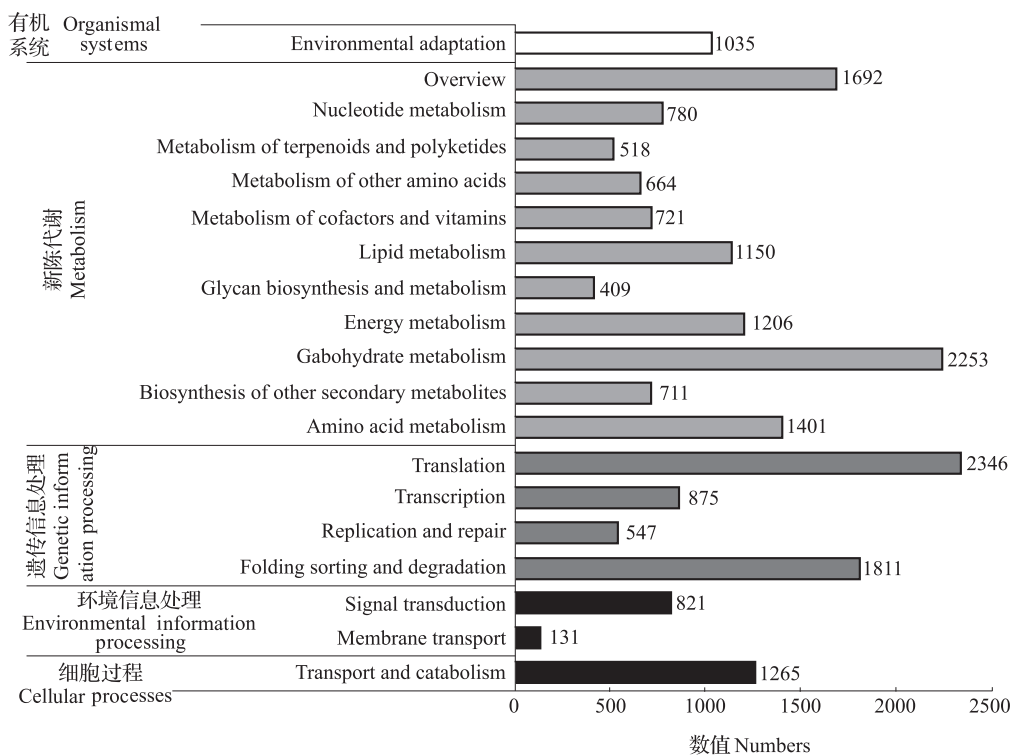 有机
系统
Organismal
systems
Environmental adaptation 1035
Overview 1692
Nucleotide metabolism 780
Metabolism of terpenoids and polyketides 518
Metabolism of other amino acids 664
Metabolism of cofactors and vitamins 721
Lipid metabolism 1150
Glycan biosynthesis and metabolism 409
Energy metabolism 1206
Gabohydrate metabolism 2253
Biosynthesis of other secondary metabolites 711
Amino acid metabolism 1401
新陈代谢
Metabolism
Translation 2346
Transcription 875
Replication and repair 547
Folding sorting and degradation 1811
遗传信息处理
Genetic inform
ation processing
环境信息处理
Environmental information
processing
Signal transduction 821
Membrane transport 131
细胞过程
Cellular processes
Transport and catabolism 1265
0 500 1000 1500 2000 2500
数值 Numbers